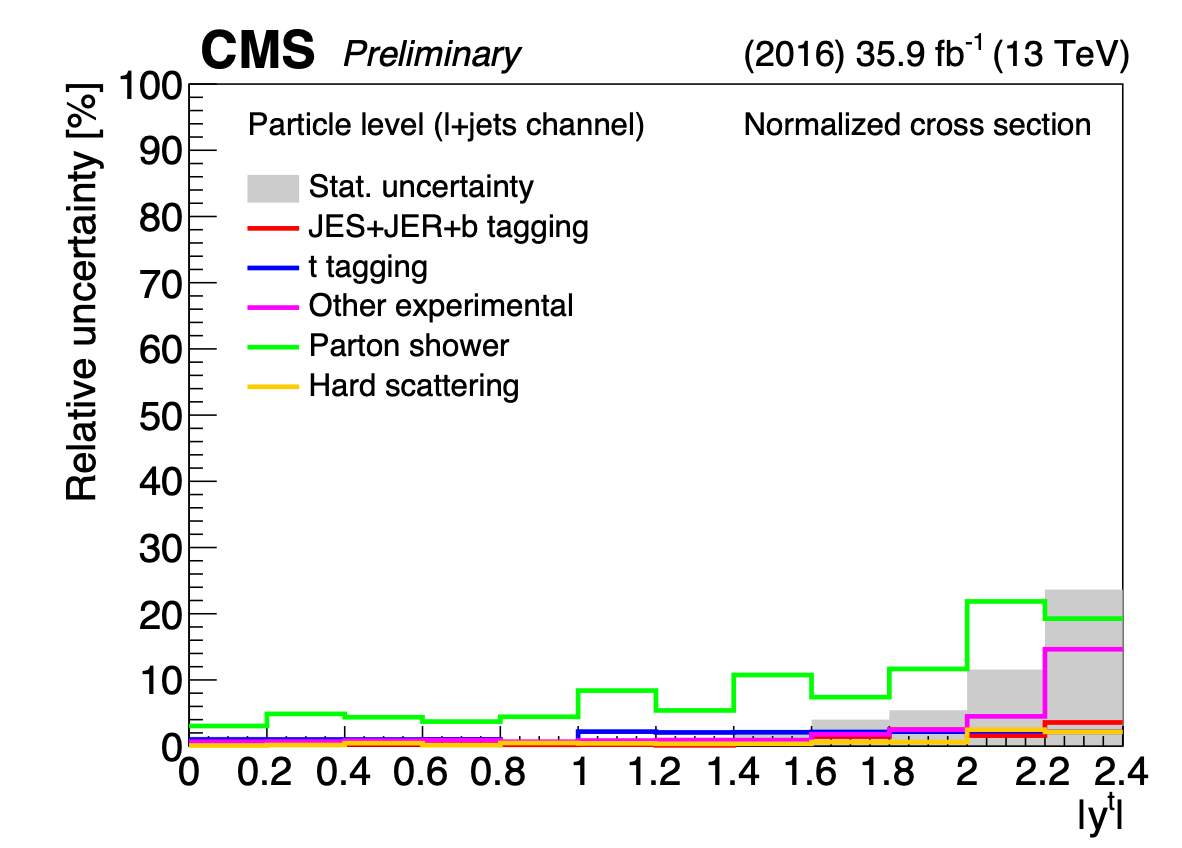 CMS Preliminary (2016) 35.9 fb⁻¹ (13 TeV)
Relative uncertainty [%]
Particle level (l+jets channel) Normalized cross section
Stat. uncertainty
JES+JER+b tagging
t tagging
Other experimental
Parton shower
Hard scattering
100
90
80
70
60
50
40
30
20
10
0
0 0.2 0.4 0.6 0.8 1 1.2 1.4 1.6 1.8 2 2.2 2.4
|yᵗ|